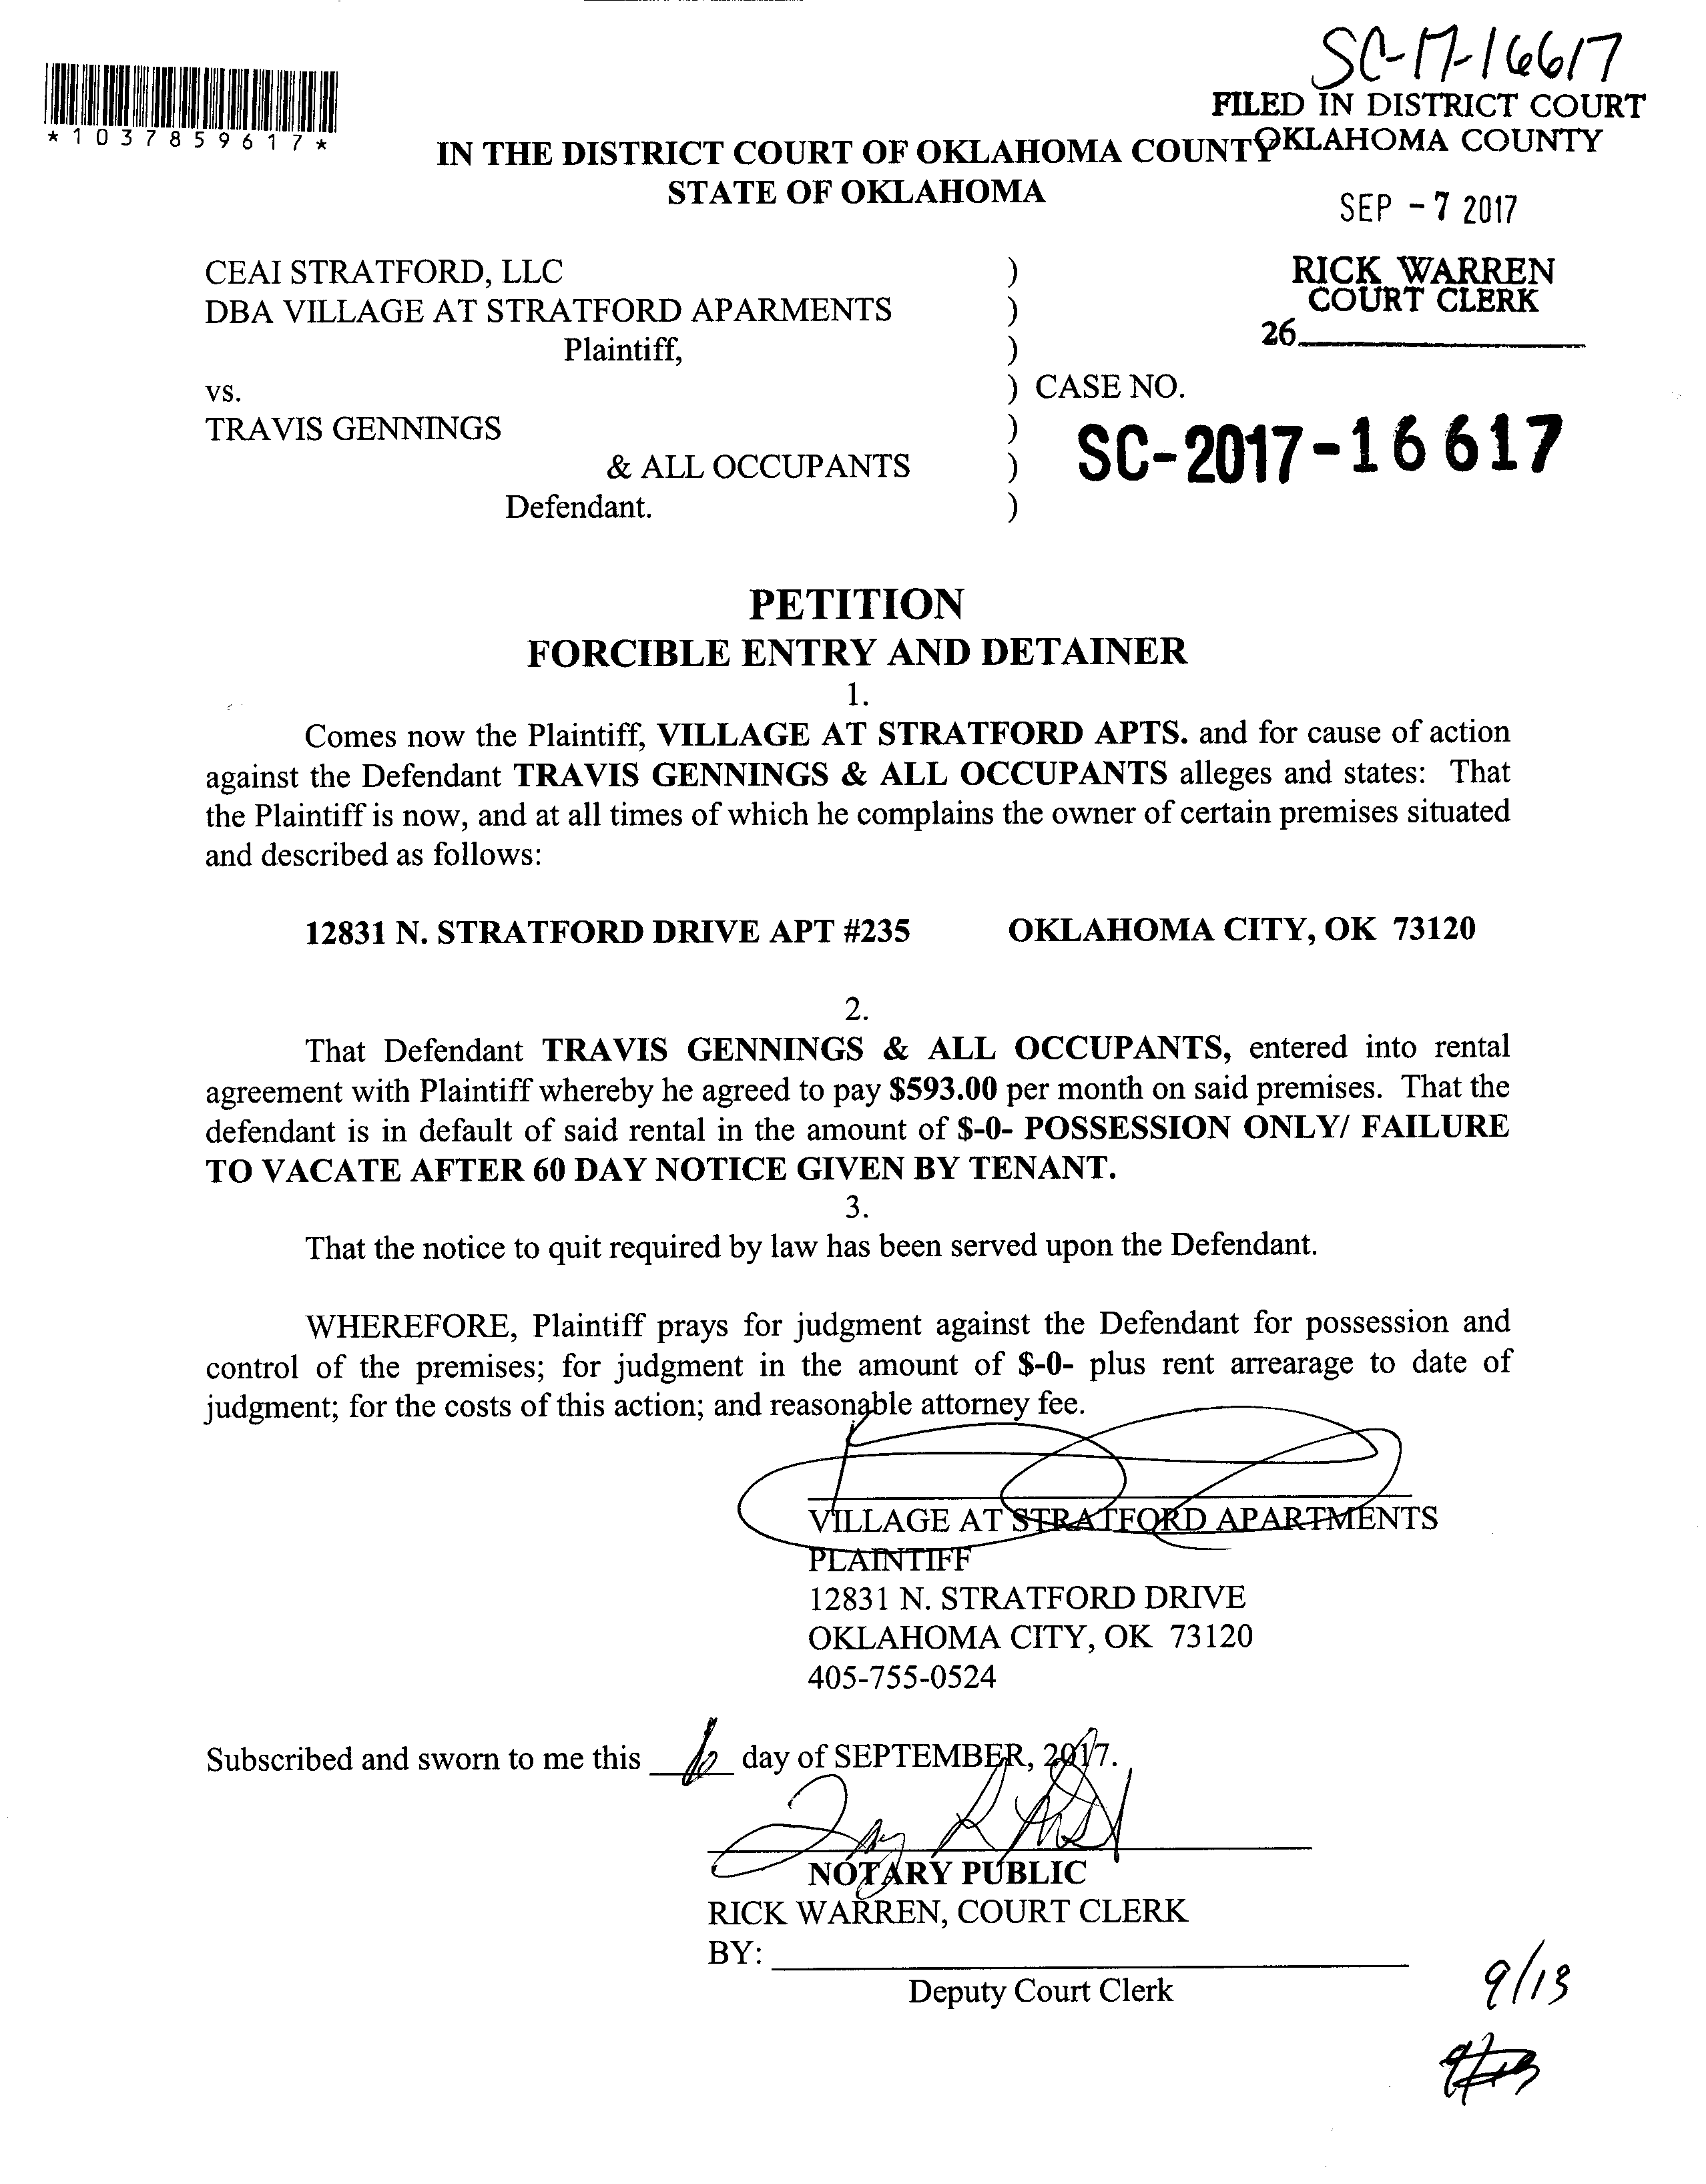 SC-17-16617
FILED IN DISTRICT COURT
OKLAHOMA COUNTY
*1037859617*
IN THE DISTRICT COURT OF OKLAHOMA COUNTY
STATE OF OKLAHOMA
SEP - 7 2017
CEAI STRATFORD, LLC )
RICK WARREN
COURT CLERK
DBA VILLAGE AT STRATFORD APARMENTS )
26
Plaintiff, )
vs. ) CASE NO.
TRAVIS GENNINGS )
SC-2017-16617
& ALL OCCUPANTS )
Defendant. )
PETITION
FORCIBLE ENTRY AND DETAINER
1.
Comes now the Plaintiff, VILLAGE AT STRATFORD APTS. and for cause of action
against the Defendant TRAVIS GENNINGS & ALL OCCUPANTS alleges and states: That
the Plaintiff is now, and at all times of which he complains the owner of certain premises situated
and described as follows:
12831 N. STRATFORD DRIVE APT #235 OKLAHOMA CITY, OK 73120
2.
That Defendant TRAVIS GENNINGS & ALL OCCUPANTS, entered into rental
agreement with Plaintiff whereby he agreed to pay $593.00 per month on said premises. That the
defendant is in default of said rental in the amount of $-0- POSSESSION ONLY/ FAILURE
TO VACATE AFTER 60 DAY NOTICE GIVEN BY TENANT.
3.
That the notice to quit required by law has been served upon the Defendant.
WHEREFORE, Plaintiff prays for judgment against the Defendant for possession and
control of the premises; for judgment in the amount of $-0- plus rent arrearage to date of
judgment; for the costs of this action; and reasonable attorney fee.
VILLAGE AT STRATFORD APARTMENTS
PLAINTIFF
12831 N. STRATFORD DRIVE
OKLAHOMA CITY, OK 73120
405-755-0524
Subscribed and sworn to me this 6 day of SEPTEMBER, 2017.
NOTARY PUBLIC
RICK WARREN, COURT CLERK
BY:
Deputy Court Clerk
9/13